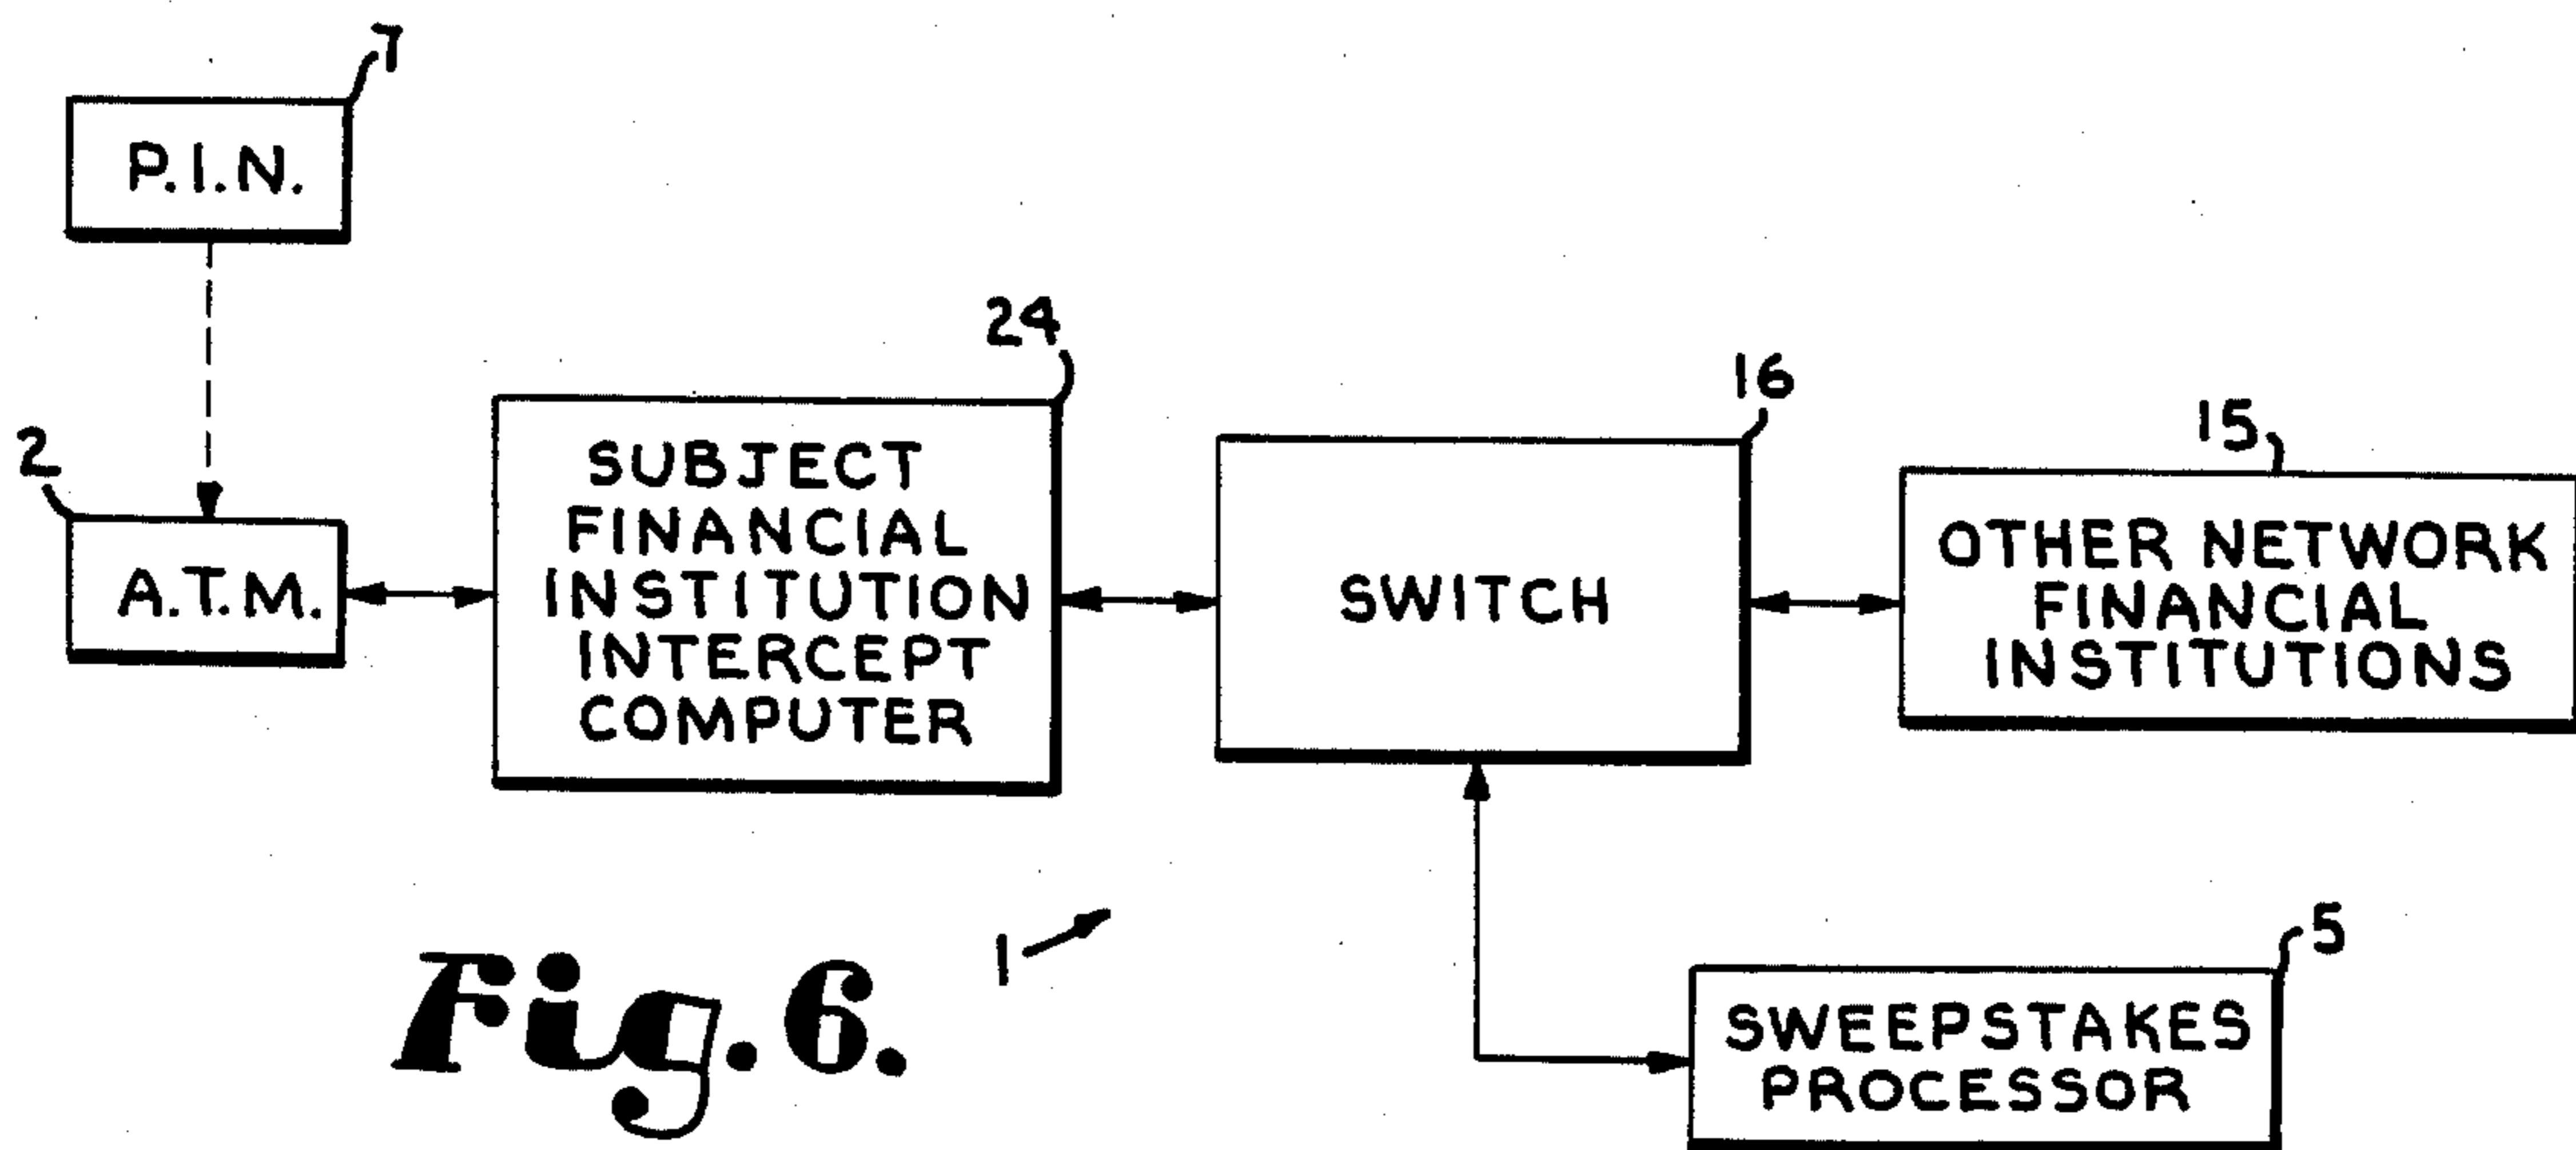 7
P.I.N.
24
16
2
15
SUBJECT
FINANCIAL
INSTITUTION
INTERCEPT
COMPUTER
A.T.M.
SWITCH
OTHER NETWORK
FINANCIAL
INSTITUTIONS
1
5
SWEEPSTAKES
PROCESSOR
Fig. 6.